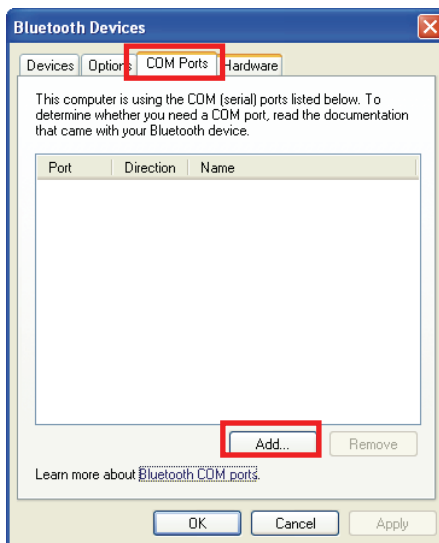 Bluetooth Devices
Devices Options COM Ports Hardware
This computer is using the COM (serial) ports listed below. To
determine whether you need a COM port, read the documentation
that came with your Bluetooth device.
Port Direction Name
Add... Remove
Learn more about Bluetooth COM ports.
OK Cancel Apply